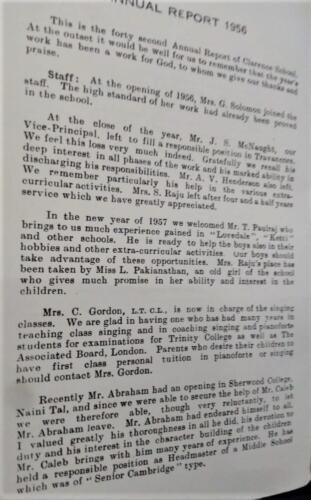 ANNUAL REPORT 1956
This is the forty second Annual Report of Clarence School.
At the outset it would be well for us to remember that the year's
work has been a work for God, to whom we give our thanks and
praise.
Staff: At the opening of 1956, Mrs. G. Solomon joined the
staff. The high standard of her work had already been proved
in the school.
At the close of the year, Mr. J. S. McNaught, our
Vice-Principal, left to fill a responsible position in Travancore.
We feel this loss very much indeed. Gratefully we recall his
deep interest in all phases of the work and his marked ability in
discharging his responsibilities. Mr. A. V. Henderson also left.
We remember particularly his help in the various extra-
curricular activities. Mrs. S. Raju left after four and a half years
service which we have greatly appreciated.
In the new year of 1957 we welcomed Mr. T. Paulraj who
brings to us much experience gained in "Lovedale", "Ketti"
and other schools. He is ready to help the boys also in their
hobbies and other extra-curricular activities. Our boys should
take advantage of these opportunities. Mrs. Raju's place has
been taken by Miss L. Pakianathan, an old girl of the school
who gives much promise in her ability and interest in the
children.
Mrs. C. Gordon, L.T. C.L., is now in charge of the singing
classes. We are glad in having one who has had many years in
teaching class singing and in coaching singing and pianoforte
students for examinations for Trinity College as well as The
Associated Board, London. Parents who desire their children to
have first class personal tuition in pianoforte or singing
should contact Mrs. Gordon.
Recently Mr. Abraham had an opening in Sherwood College,
Naini Tal, and since we were able to secure the help of Mr. Caleb
we were therefore able, though very reluctantly, to let
Mr. Abraham leave. Mr. Abraham had endeared himself to all.
I valued greatly his thoroughness in all he did, his devotion to
duty and his interest in the character building of the children
Mr. Caleb brings with him many years of experience. He has
held a responsible position as Headmaster of a Middle School
which was of "Senior Cambridge" type.